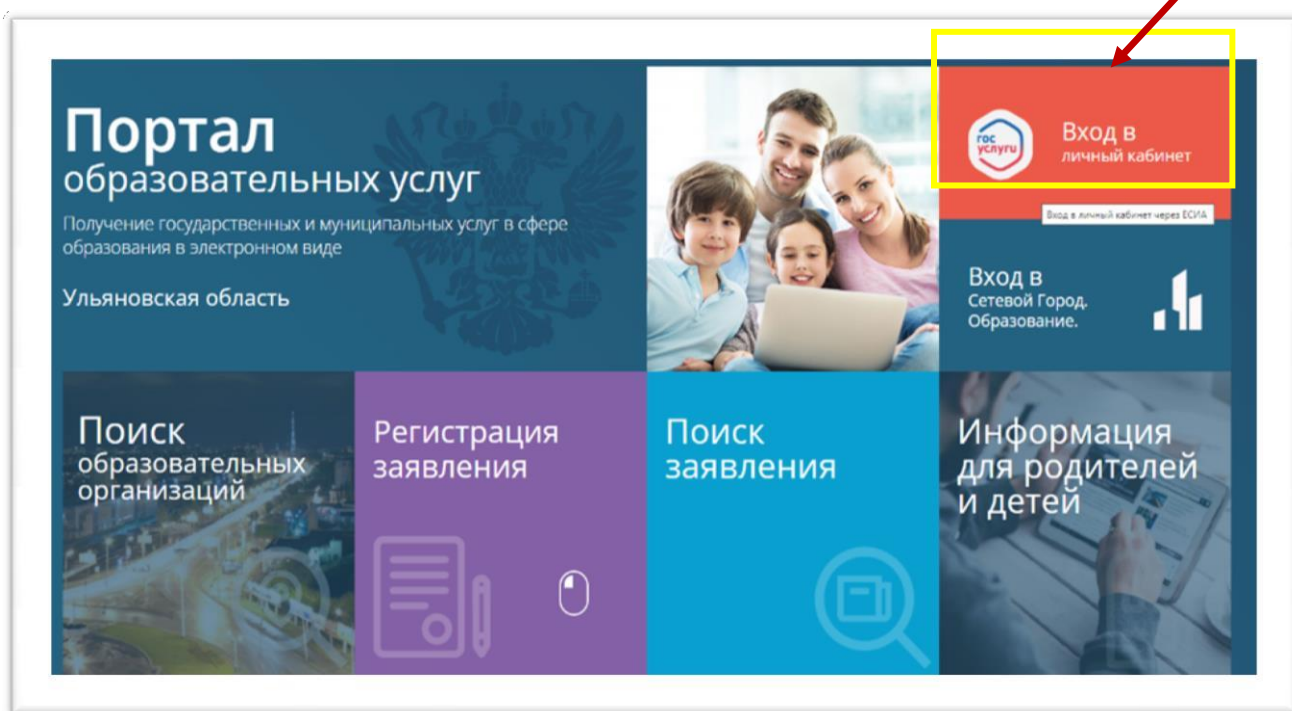 Портал
образовательных услуг
Получение государственных и муниципальных услуг в сфере
образования в электронном виде
Ульяновская область
гос
услуги
Вход в
личный кабинет
Вход в личный кабинет через ЕСИА
Вход в
Сетевой Город.
Образование.
Поиск
образовательных
организаций
Регистрация
заявления
Поиск
заявления
Информация
для родителей
и детей